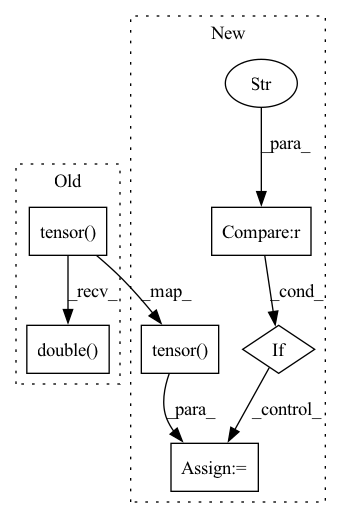 New
Str
Old
_para_
tensor()
Compare:r
_recv_
_map_
_cond_
double()
tensor()
If
_para_
_control_
Assign:=